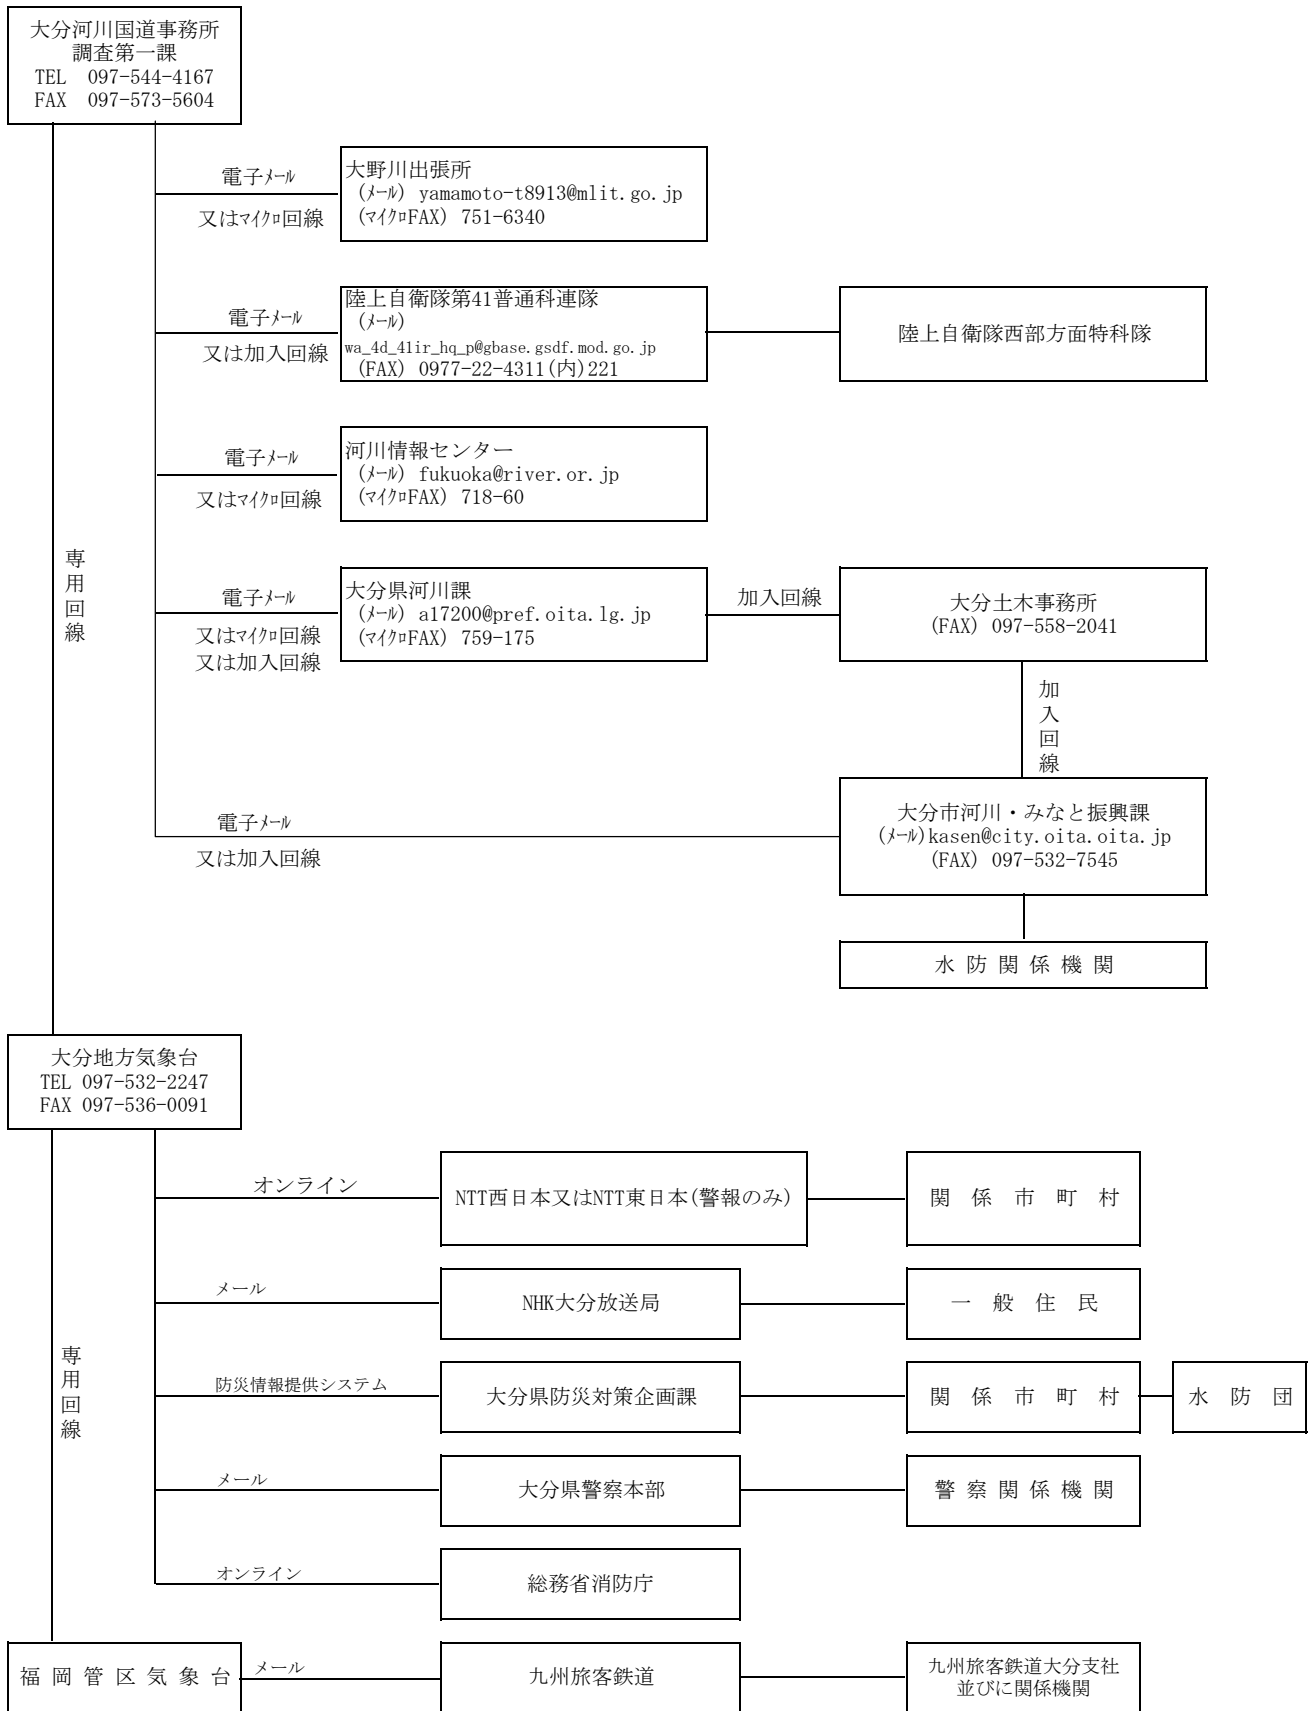 大分河川国道事務所
調査第一課
TEL 097-544-4167
FAX 097-573-5604
電子ﾒｰﾙ
又はﾏｲｸﾛ回線
大野川出張所
(ﾒｰﾙ) yamamoto-t8913@mlit.go.jp
(ﾏｲｸﾛFAX) 751-6340
電子ﾒｰﾙ
又は加入回線
陸上自衛隊第41普通科連隊
(ﾒｰﾙ)
wa_4d_41ir_hq_p@gbase.gsdf.mod.go.jp
(FAX) 0977-22-4311(内)221
陸上自衛隊西部方面特科隊
電子ﾒｰﾙ
又はﾏｲｸﾛ回線
河川情報センター
(ﾒｰﾙ) fukuoka@river.or.jp
(ﾏｲｸﾛFAX) 718-60
専用回線
電子ﾒｰﾙ
又はﾏｲｸﾛ回線
又は加入回線
大分県河川課
(ﾒｰﾙ) a17200@pref.oita.lg.jp
(ﾏｲｸﾛFAX) 759-175
加入回線
大分土木事務所
(FAX) 097-558-2041
加入回線
電子ﾒｰﾙ
又は加入回線
大分市河川・みなと振興課
(ﾒｰﾙ)kasen@city.oita.oita.jp
(FAX) 097-532-7545
水防関係機関
大分地方気象台
TEL 097-532-2247
FAX 097-536-0091
オンライン
NTT西日本又はNTT東日本(警報のみ)
関係市町村
メール
NHK大分放送局
一般住民
専用回線
防災情報提供システム
大分県防災対策企画課
関係市町村
水防団
メール
大分県警察本部
警察関係機関
オンライン
総務省消防庁
福岡管区気象台
メール
九州旅客鉄道
九州旅客鉄道大分支社
並びに関係機関